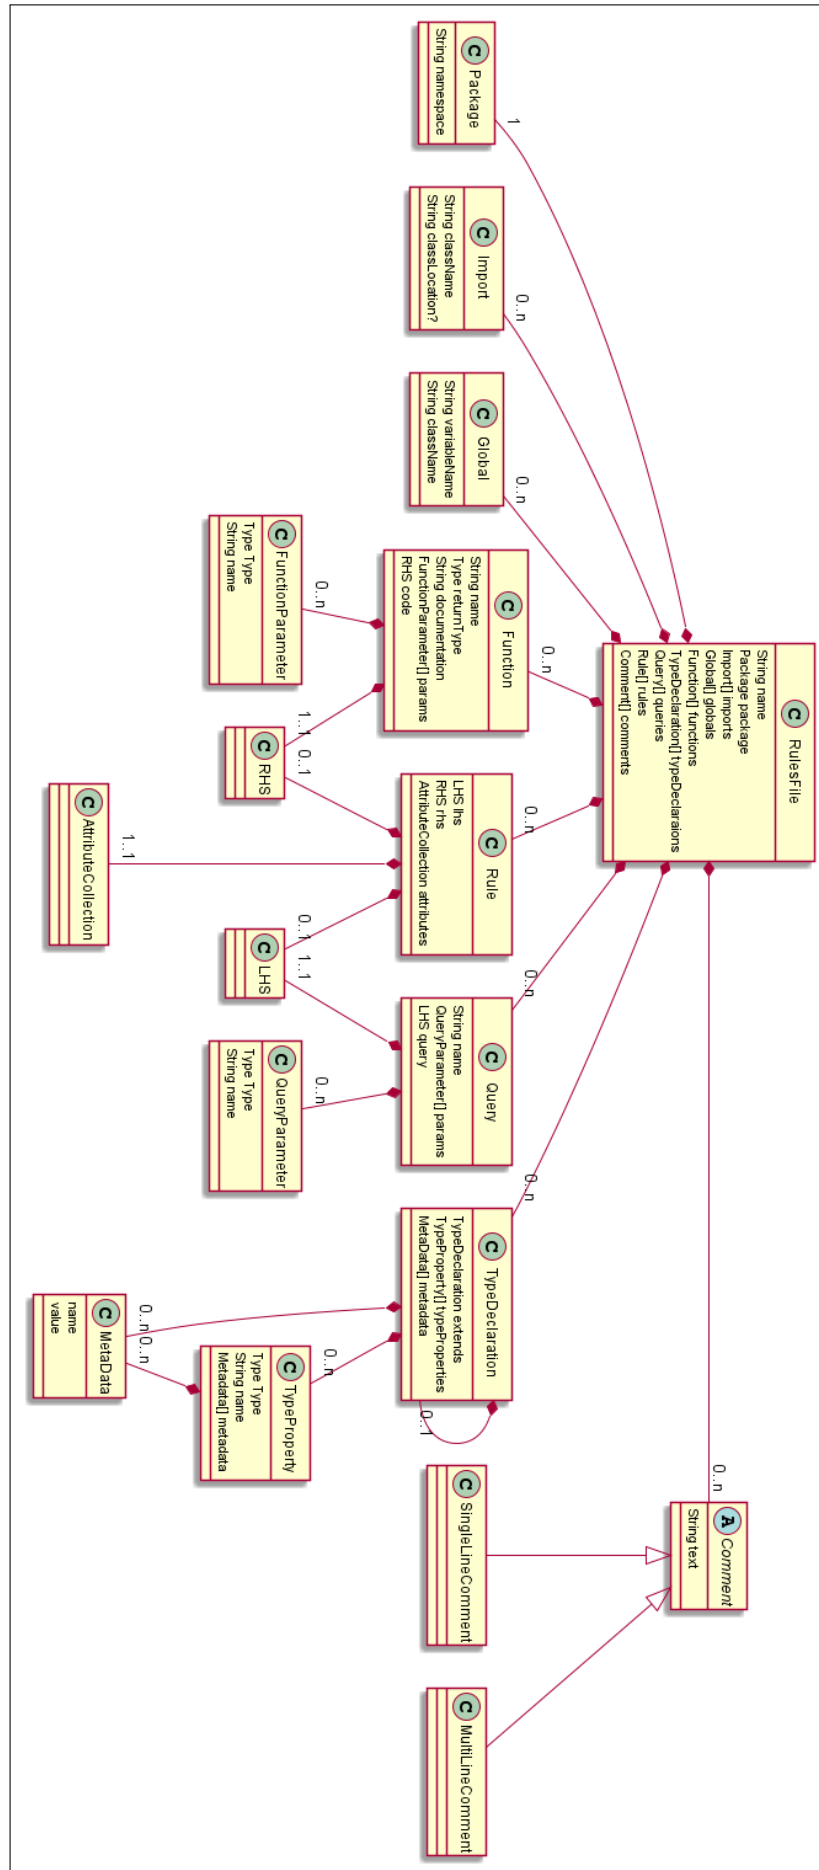 C RulesFile
String name
Package package
Import[] imports
Global[] globals
Function[] functions
TypeDeclaration[] typeDeclaraions
Query[] queries
Rule[] rules
Comment[] comments
1
0..n
0..n
0..n
0..n
0..n
0..n
0..n
C Package
String namespace
C Import
String className
String classLocation?
C Global
String variableName
String className
C Function
String name
Type returnType
String documentation
FunctionParameter[] params
RHS code
C Rule
LHS lhs
RHS rhs
AttributeCollection attributes
C Query
String name
QueryParameter[] params
LHS query
C TypeDeclaration
TypeDeclaration extends
TypeProperty[] typeProperties
MetaData[] metadata
0..1
A Comment
String text
C SingleLineComment
C MultiLineComment
0..n
1..1
0..1
1..1
0..1
1..1
0..n
0..n
C FunctionParameter
Type Type
String name
C RHS
C AttributeCollection
C LHS
C QueryParameter
Type Type
String name
C TypeProperty
Type Type
String name
Metadata[] metadata
0..n
0..n
C MetaData
name
value